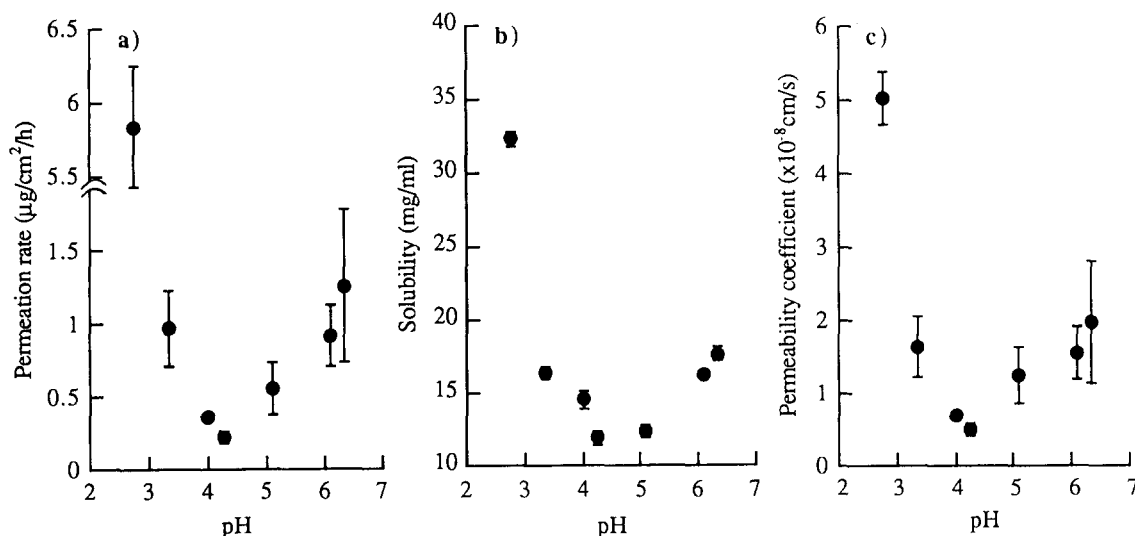 a)
Permeation rate (µg/cm²/h)
6.5
6
5.5
1
0.5
0
2 3 4 5 6 7
pH
b)
Solubility (mg/ml)
40
35
30
25
20
15
10
2 3 4 5 6 7
pH
c)
Permeability coefficient (x10⁻⁸cm/s)
6
5
4
3
2
1
0
2 3 4 5 6 7
pH